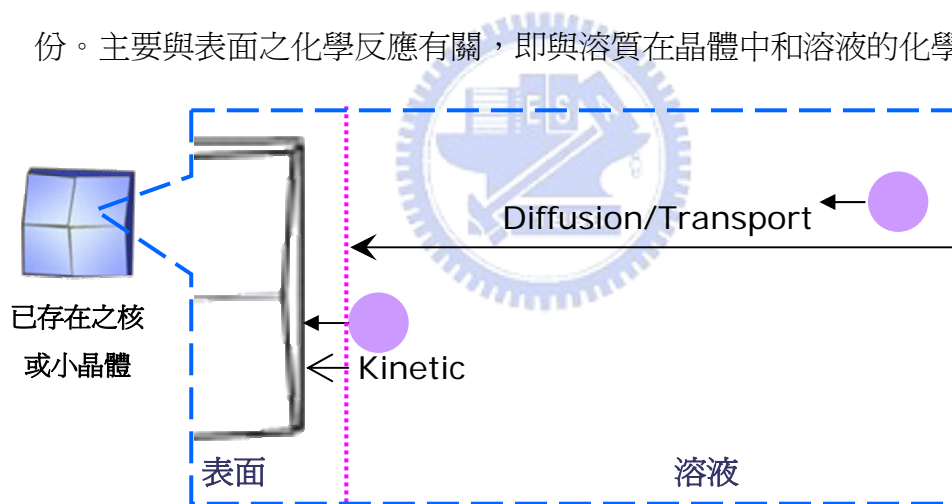 份。主要與表面之化學反應有關，即與溶質在晶體中和溶液的化學
Diffusion/Transport
已存在之核
或小晶體
Kinetic
表面
溶液